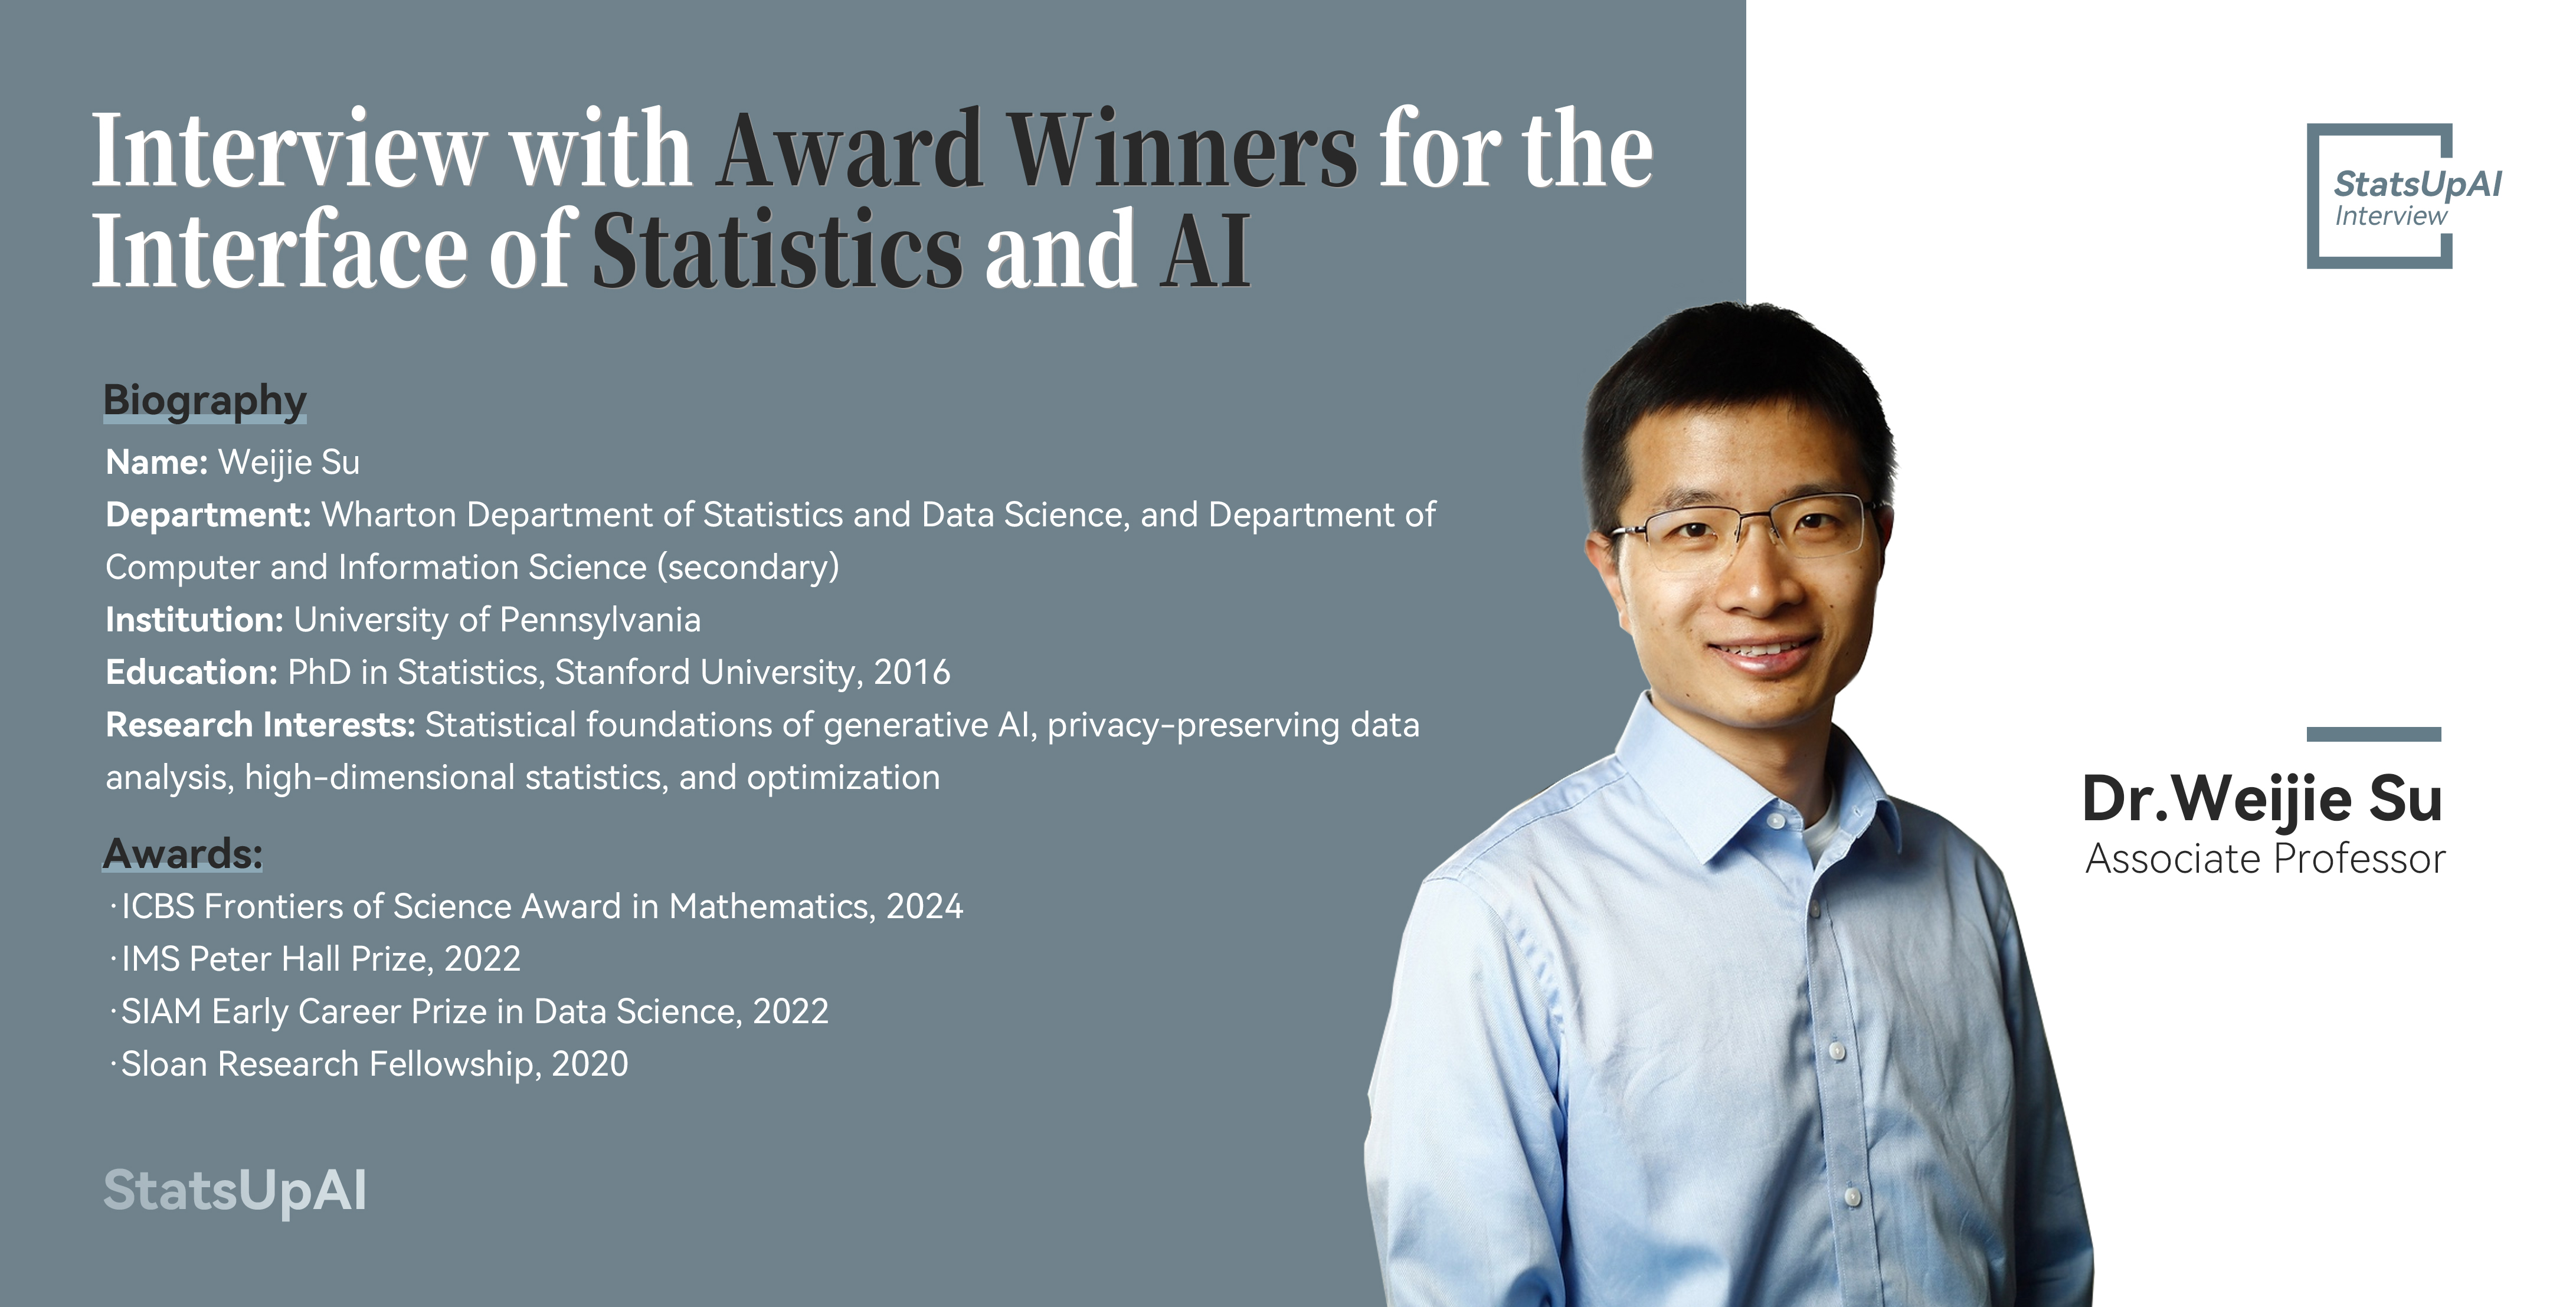 Interview with Award Winners for the
Interface of Statistics and AI
StatsUpAI
Interview
Biography
Name: Weijie Su
Department: Wharton Department of Statistics and Data Science, and Department of
Computer and Information Science (secondary)
Institution: University of Pennsylvania
Education: PhD in Statistics, Stanford University, 2016
Research Interests: Statistical foundations of generative AI, privacy-preserving data
analysis, high-dimensional statistics, and optimization
Awards:
·ICBS Frontiers of Science Award in Mathematics, 2024
·IMS Peter Hall Prize, 2022
·SIAM Early Career Prize in Data Science, 2022
·Sloan Research Fellowship, 2020
StatsUpAI
Dr.Weijie Su
Associate Professor